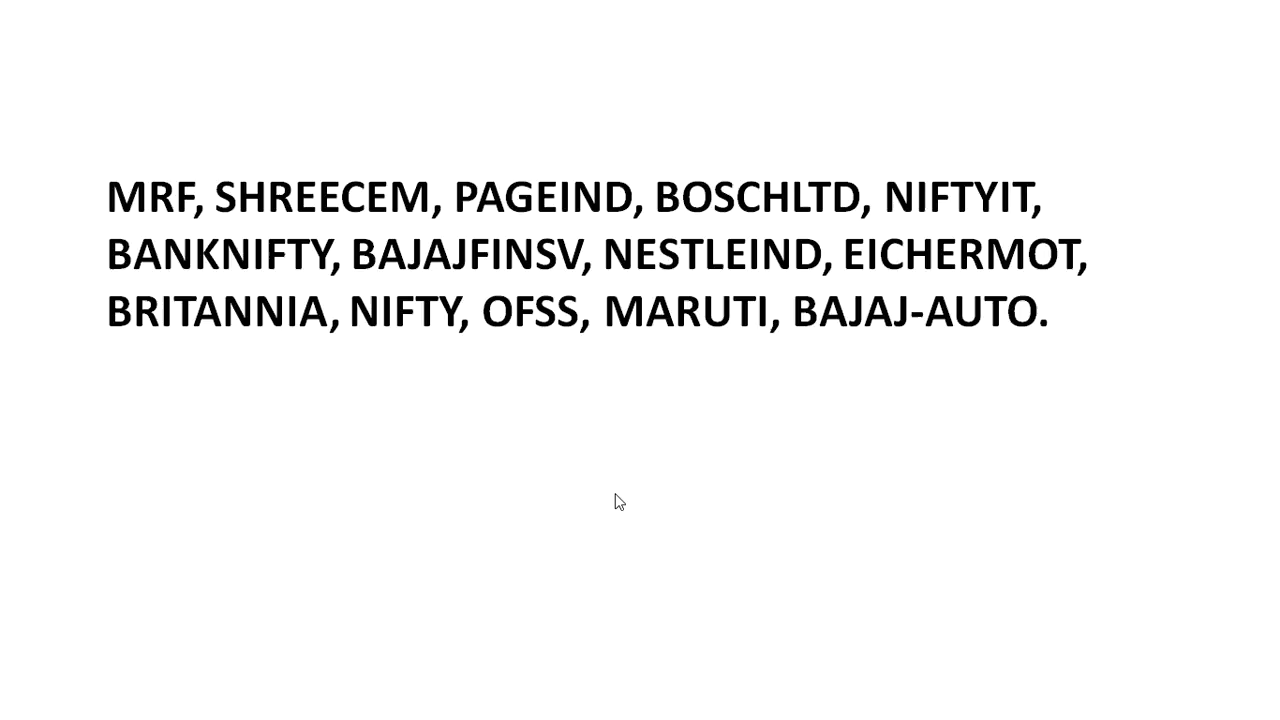 MRF, SHREECEM, PAGEIND, BOSCHLTD, NIFTYIT,
BANKNIFTY, BAJAJFINSV, NESTLEIND, EICHERMOT,
BRITANNIA, NIFTY, OFSS, MARUTI, BAJAJ-AUTO.